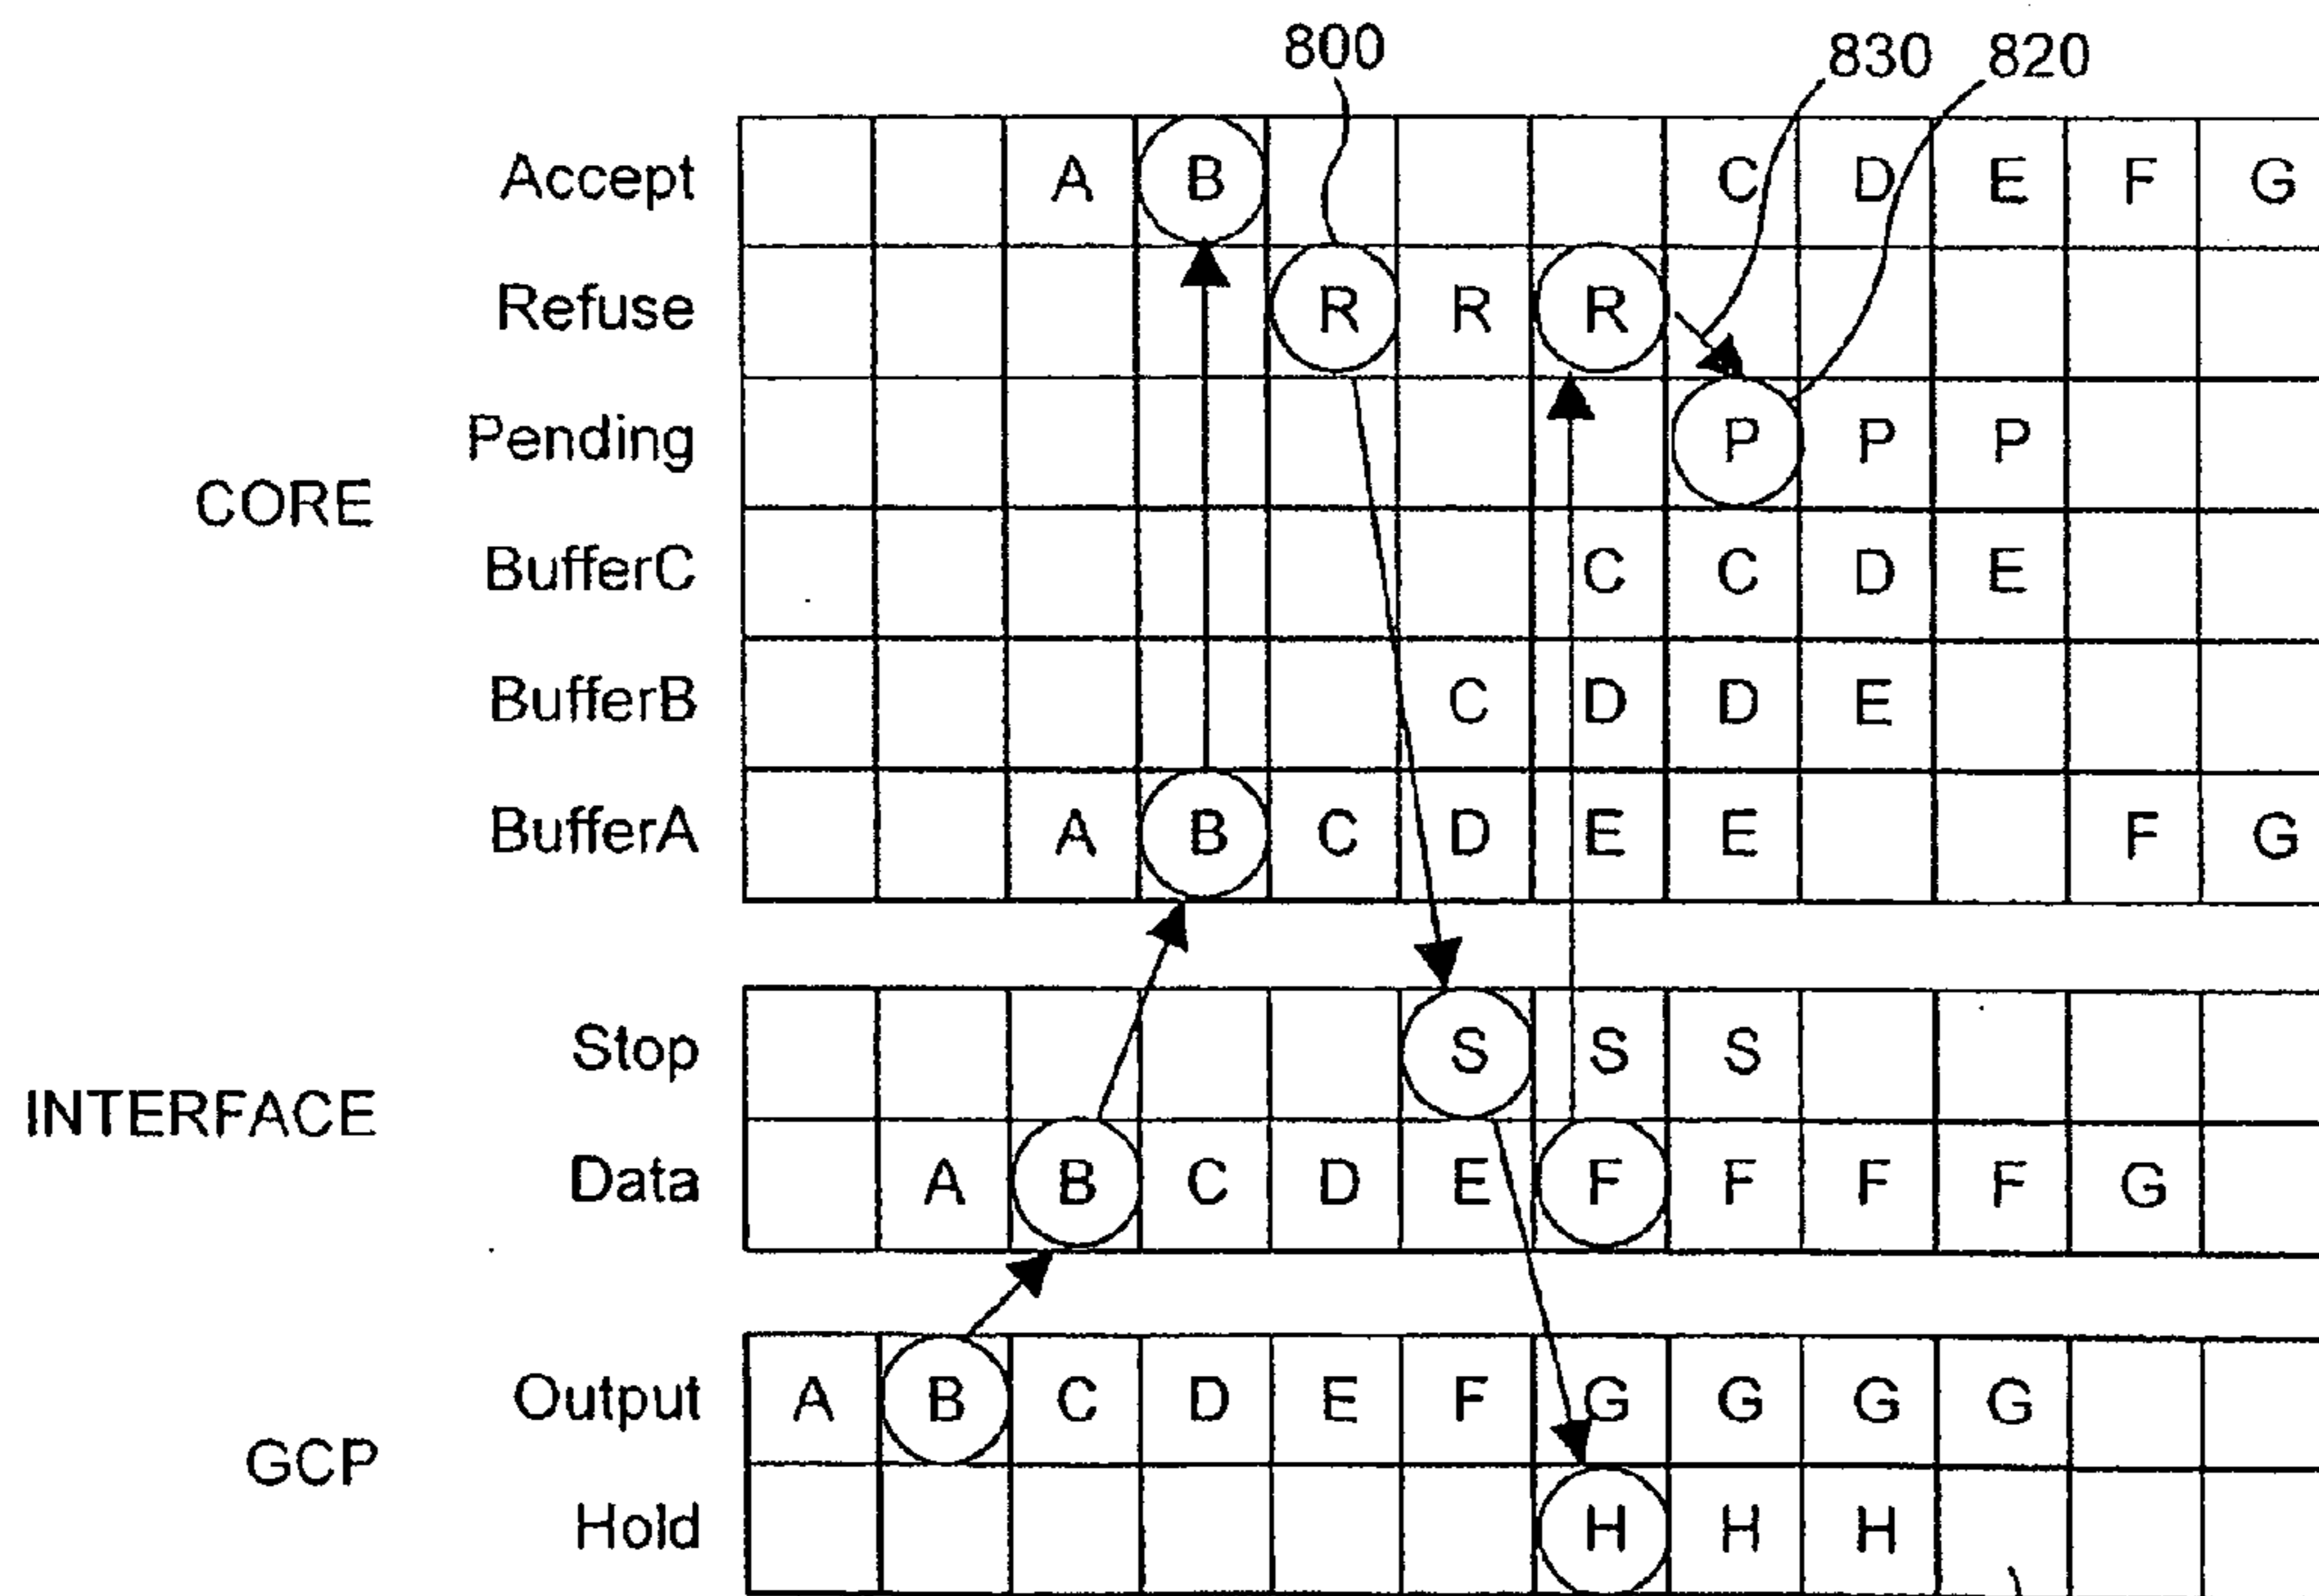 800 830 820
Accept A B C D E F G
Refuse R R R
Pending P P P
CORE
BufferC C C D E
BufferB C D D E
BufferA A B C D E E F G
Stop S S S
INTERFACE
Data A B C D E F F F F G
Output A B C D E F G G G G
GCP
Hold H H H